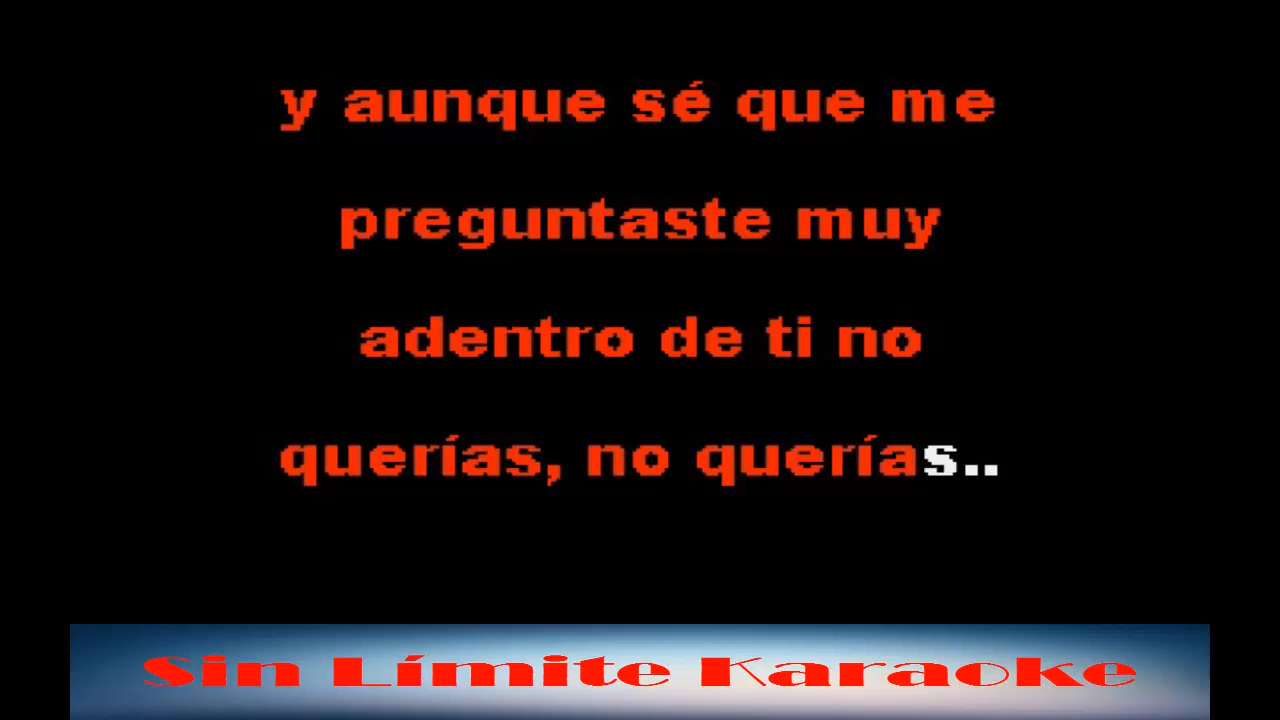 y aunque sé que me
preguntaste muy
adentro de ti no
querías, no querías..
Sin Límite Karaoke